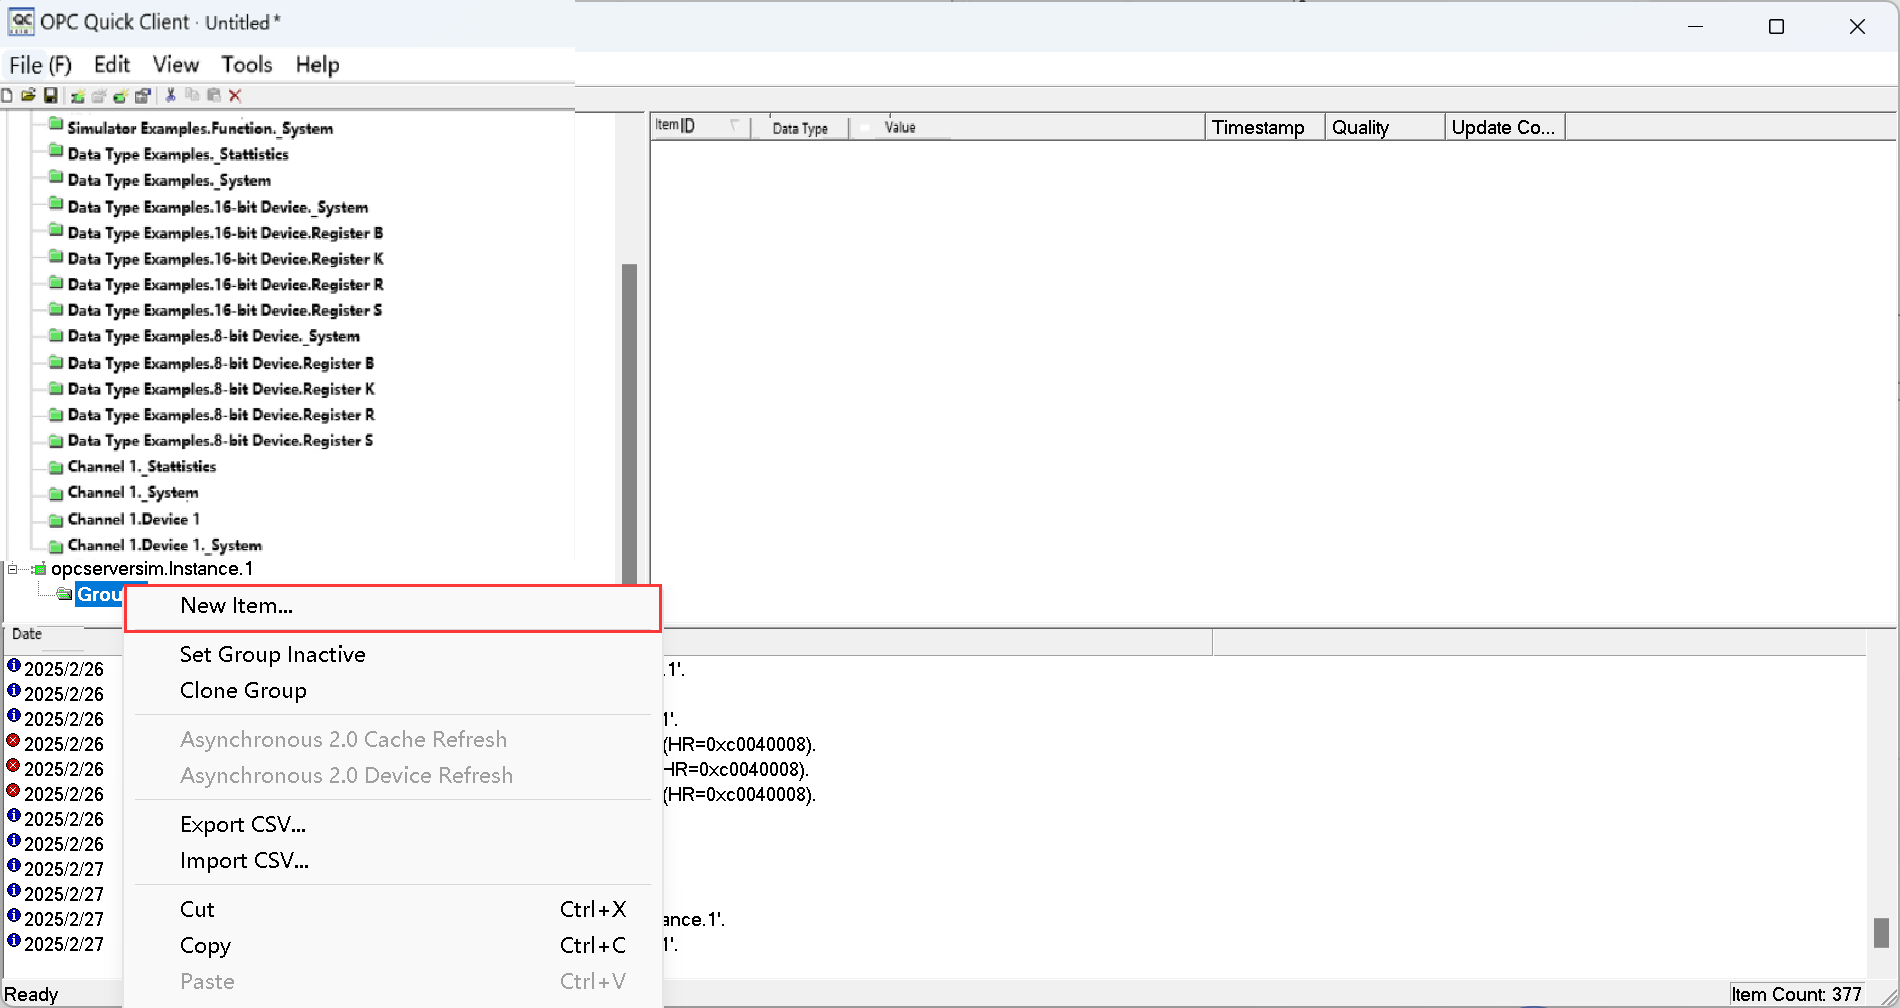 OPC Quick Client - Untitled *
File (F) Edit View Tools Help
Simulator Examples.Function._System
Data Type Examples._Stattistics
Data Type Examples._System
Data Type Examples.16-bit Device._System
Data Type Examples.16-bit Device.Register B
Data Type Examples.16-bit Device.Register K
Data Type Examples.16-bit Device.Register R
Data Type Examples.16-bit Device.Register S
Data Type Examples.8-bit Device._System
Data Type Examples.8-bit Device.Register B
Data Type Examples.8-bit Device.Register K
Data Type Examples.8-bit Device.Register R
Data Type Examples.8-bit Device.Register S
Channel 1._Stattistics
Channel 1._System
Channel 1.Device 1
Channel 1.Device 1._System
opcserversim.Instance.1
Grou
Item ID Data Type Value Timestamp Quality Update Co...
New Item...
Set Group Inactive
Clone Group
Asynchronous 2.0 Cache Refresh
Asynchronous 2.0 Device Refresh
Export CSV...
Import CSV...
Cut Ctrl+X
Copy Ctrl+C
Paste Ctrl+V
Date
2025/2/26 .1'.
2025/2/26
2025/2/26 1'.
2025/2/26 (HR=0xc0040008).
2025/2/26 HR=0xc0040008).
2025/2/26 (HR=0xc0040008).
2025/2/26
2025/2/26
2025/2/27
2025/2/27
2025/2/27 ance.1'.
2025/2/27 1'.
Ready
Item Count: 377